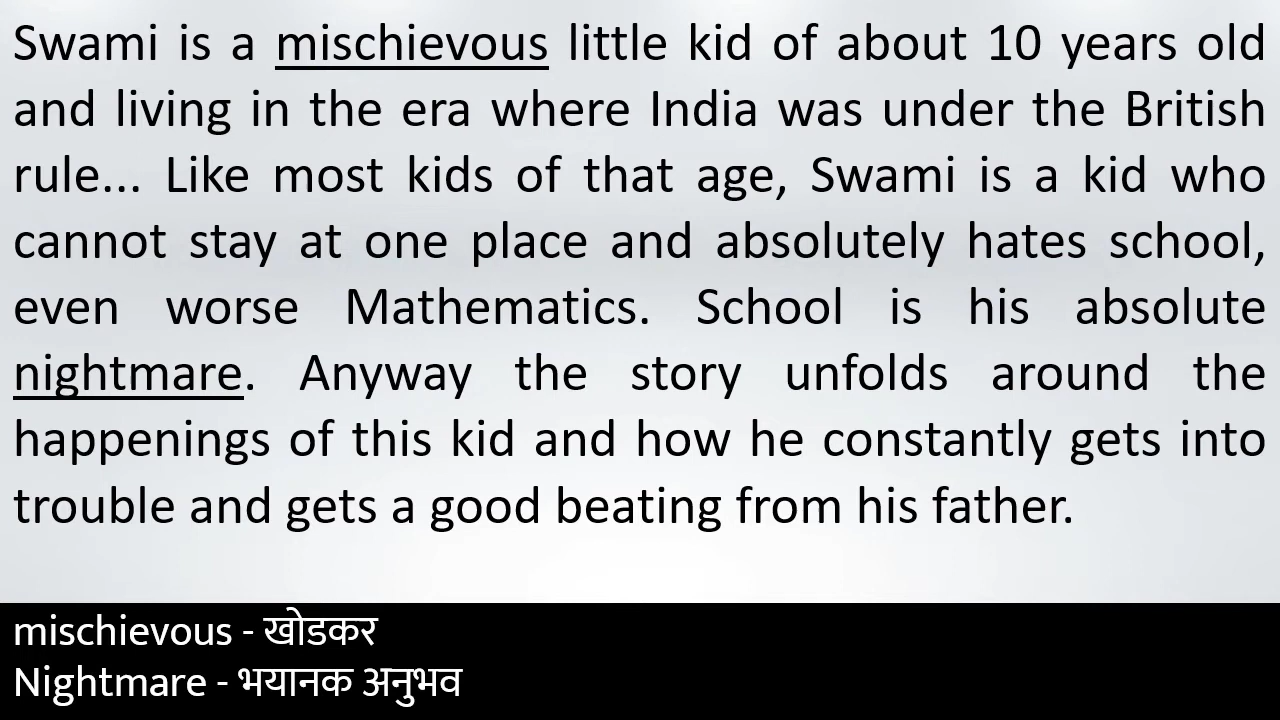 Swami is a mischievous little kid of about 10 years old
and living in the era where India was under the British
rule... Like most kids of that age, Swami is a kid who
cannot stay at one place and absolutely hates school,
even worse Mathematics. School is his absolute
nightmare. Anyway the story unfolds around the
happenings of this kid and how he constantly gets into
trouble and gets a good beating from his father.
mischievous - खोडकर
Nightmare - भयानक अनुभव